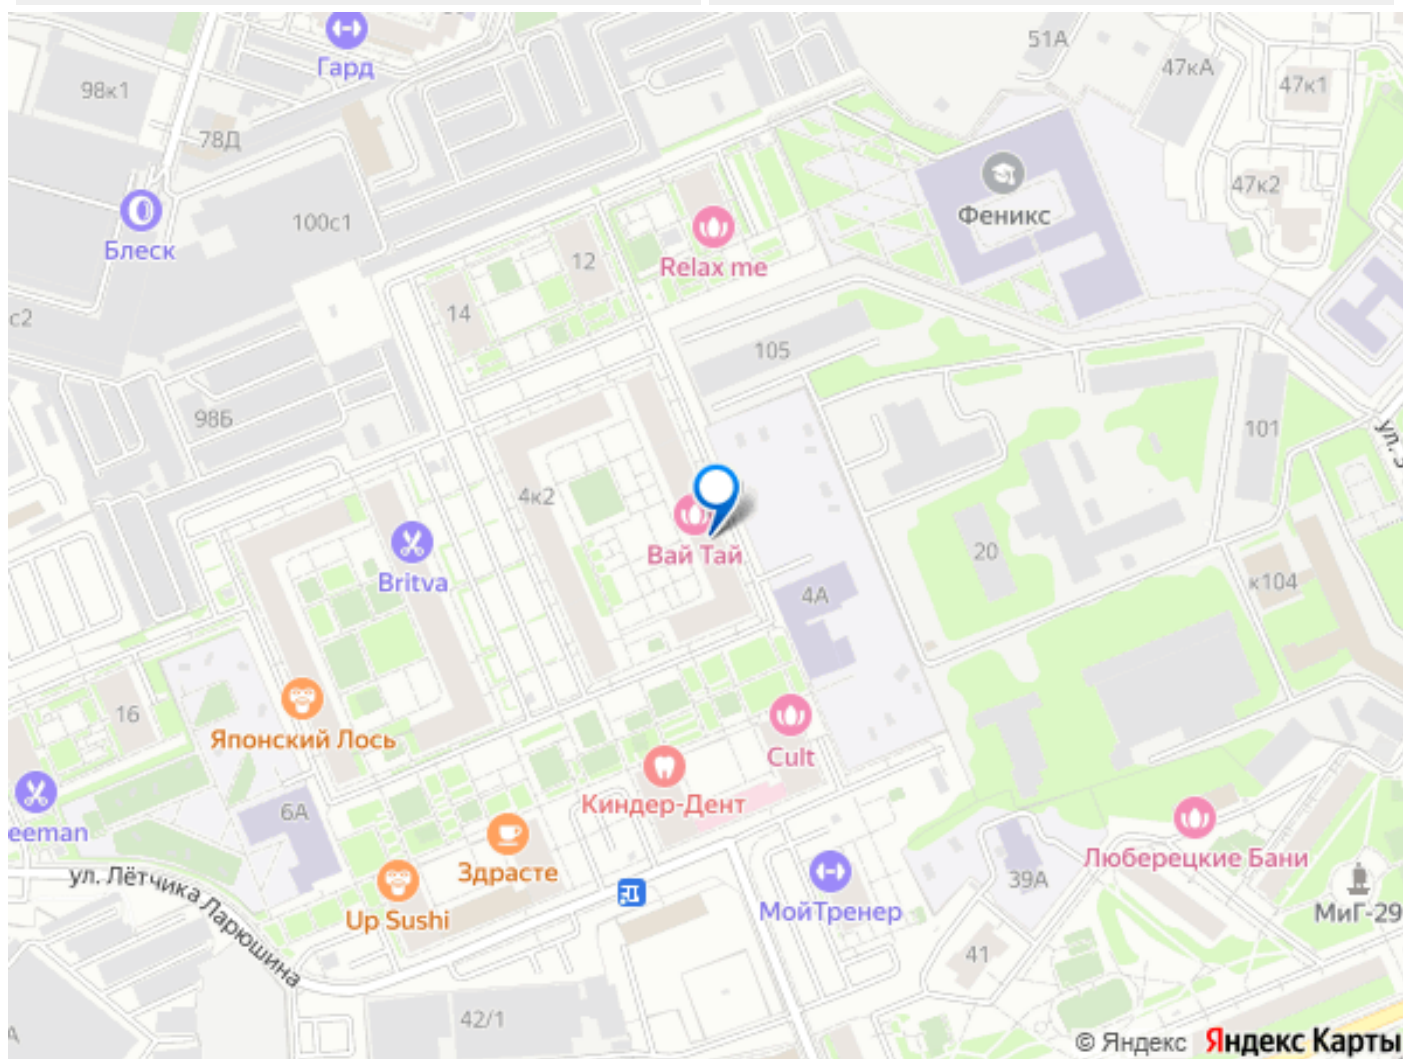 51А
47кА
Гард
98к1
47к1
78Д
47к2
Феникс
100с1
Блеск
12
Relax me
14
с2
105
98Б
101
ул. З
4к2
20
Вай Тай
Britva
к104
4А
16
Японский Лось
Cult
Киндер-Дент
6А
eeman
Люберецкие Бани
Здрасте
ул. Лётчика Ларюшина
39А
МойТренер
МиГ-29
Up Sushi
41
42/1
А
© Яндекс Яндекс Карты